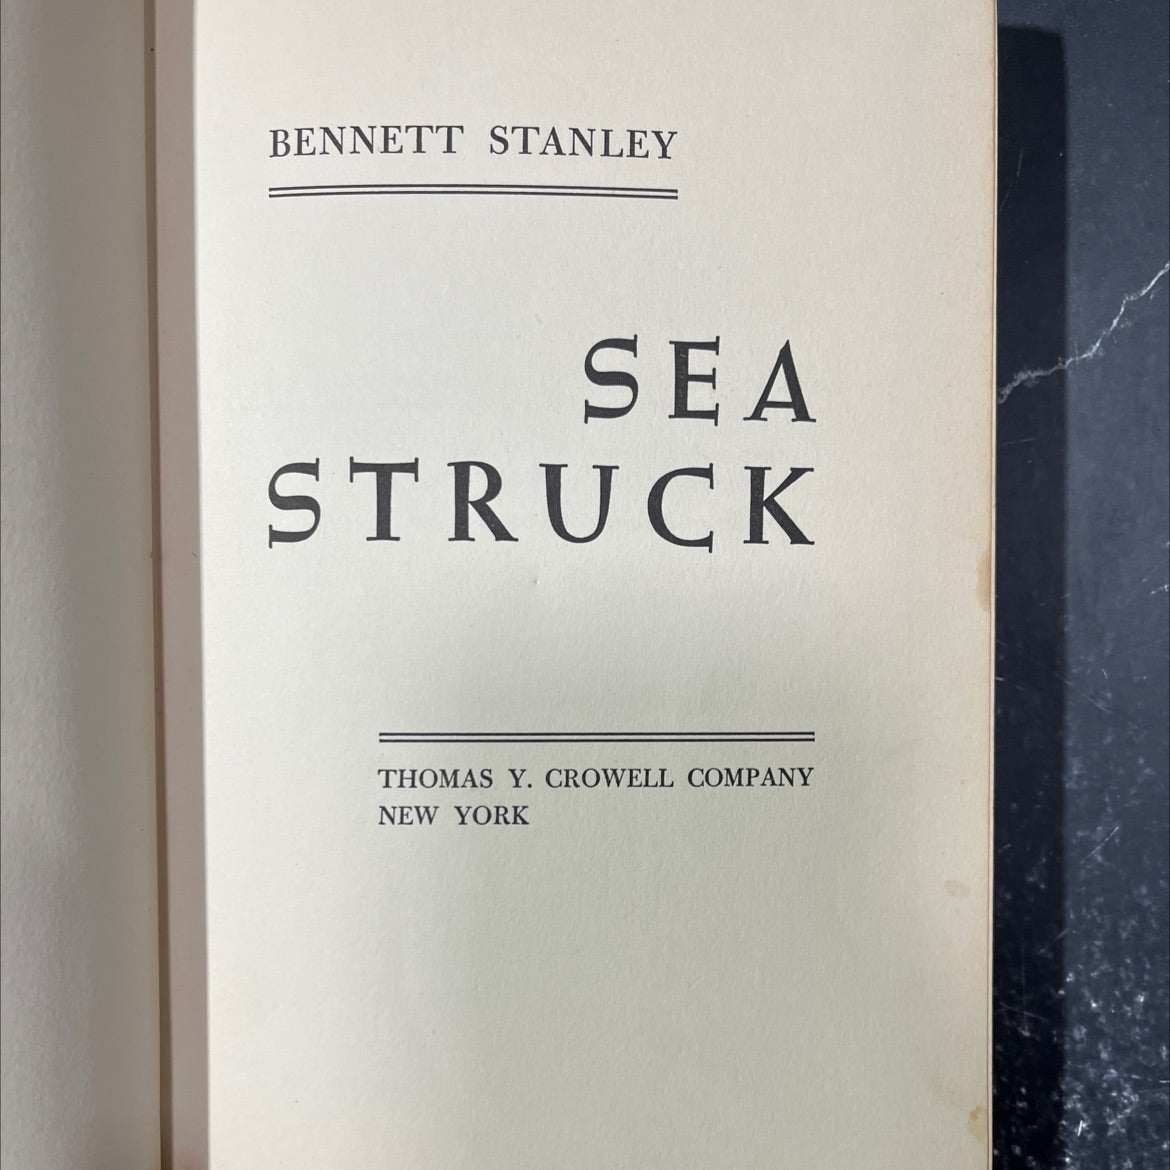 BENNETT STANLEY
SEA
STRUCK
THOMAS Y. CROWELL COMPANY
NEW YORK